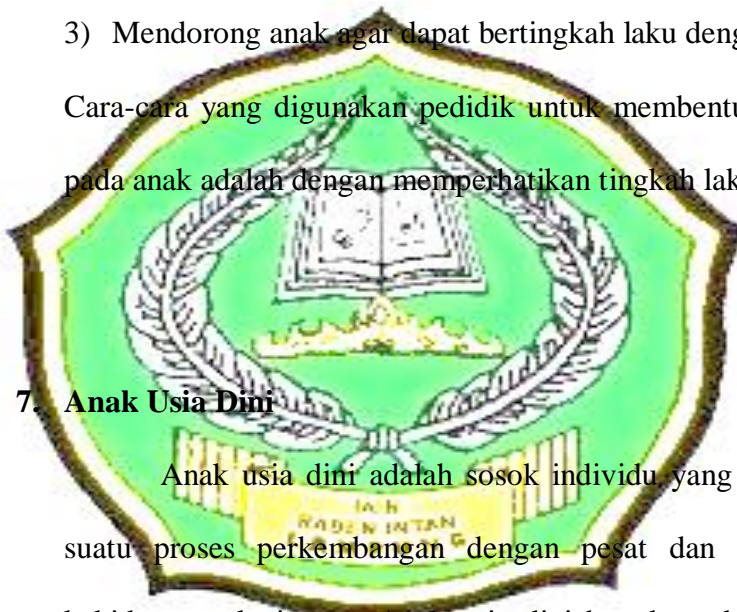 3) Mendorong anak agar dapat bertingkah laku deng
Cara-cara yang digunakan pedidik untuk membentu
pada anak adalah dengan memperhatikan tingkah lak
7. Anak Usia Dini
Anak usia dini adalah sosok individu yang
IAIN
RADEN INTAN
LAMPUNG
suatu proses perkembangan dengan pesat dan